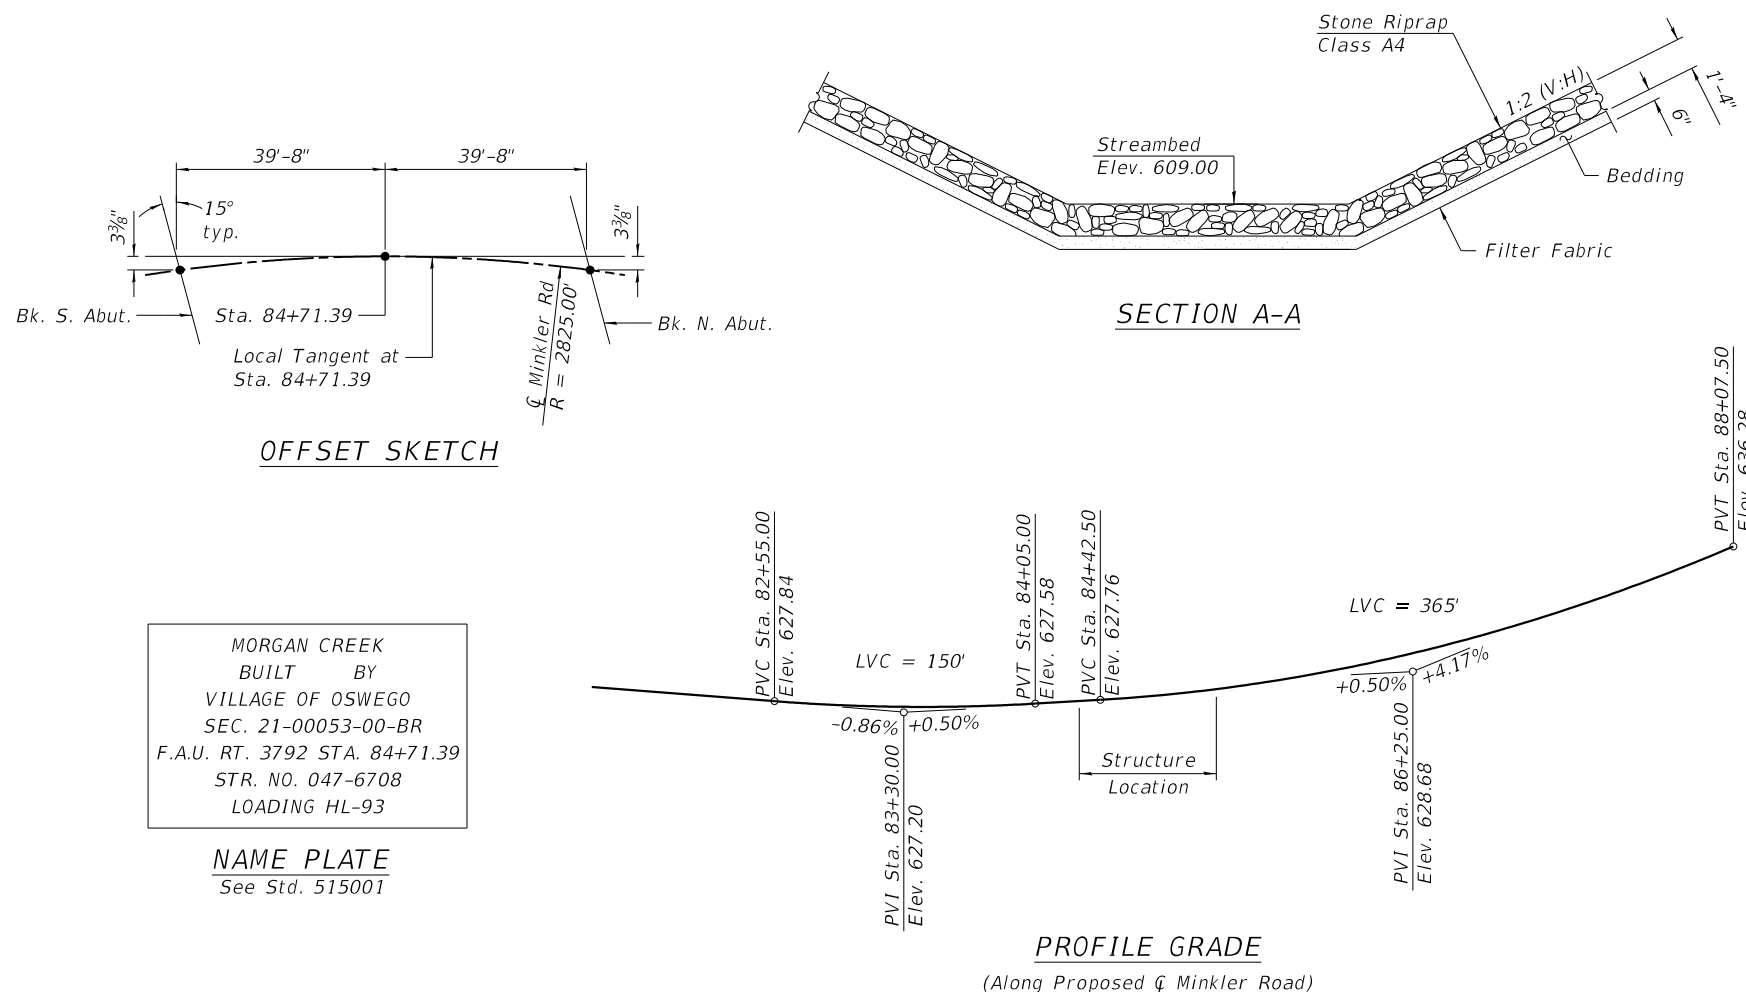 39'-8"
39'-8"
3⅜"
15°
typ.
3⅜"
Bk. S. Abut.
Sta. 84+71.39
Bk. N. Abut.
Local Tangent at
Sta. 84+71.39
℄ Minkler Rd
R = 2825.00'
OFFSET SKETCH
Stone Riprap
Class A4
1:2 (V:H)
1'-4"
6"
Streambed
Elev. 609.00
Bedding
Filter Fabric
SECTION A-A
MORGAN CREEK
BUILT BY
VILLAGE OF OSWEGO
SEC. 21-00053-00-BR
F.A.U. RT. 3792 STA. 84+71.39
STR. NO. 047-6708
LOADING HL-93
NAME PLATE
See Std. 515001
PVC Sta. 82+55.00
Elev. 627.84
LVC = 150'
PVT Sta. 84+05.00
Elev. 627.58
PVC Sta. 84+42.50
Elev. 627.76
LVC = 365'
PVT Sta. 88+07.50
Elev. 636.28
-0.86%
+0.50%
PVI Sta. 83+30.00
Elev. 627.20
Structure
Location
+0.50%
+4.17%
PVI Sta. 86+25.00
Elev. 628.68
PROFILE GRADE
(Along Proposed ℄ Minkler Road)